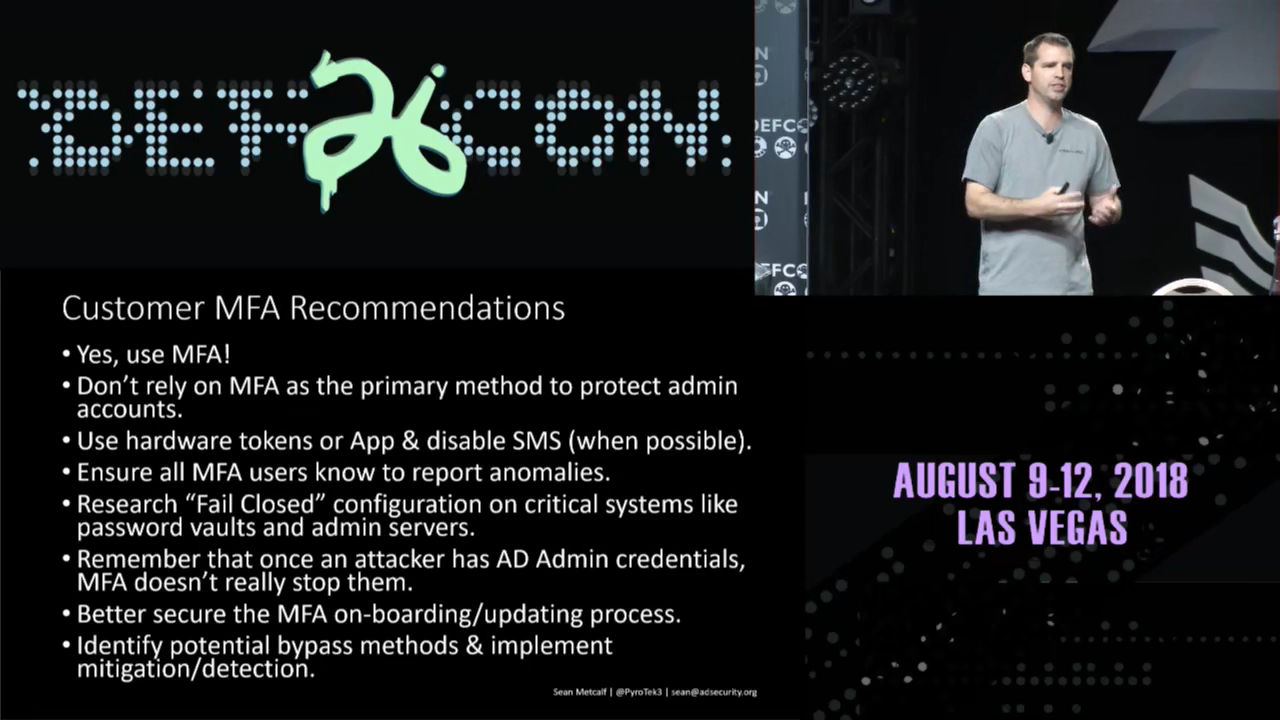 DEF 26 CON
Customer MFA Recommendations
• Yes, use MFA!
• Don’t rely on MFA as the primary method to protect admin
accounts.
• Use hardware tokens or App & disable SMS (when possible).
• Ensure all MFA users know to report anomalies.
• Research “Fail Closed” configuration on critical systems like
password vaults and admin servers.
• Remember that once an attacker has AD Admin credentials,
MFA doesn’t really stop them.
• Better secure the MFA on-boarding/updating process.
• Identify potential bypass methods & implement
mitigation/detection.
Sean Metcalf | @PyroTek3 | sean@adsecurity.org
N
DEFC
N
EFC
AUGUST 9-12, 2018
LAS VEGAS